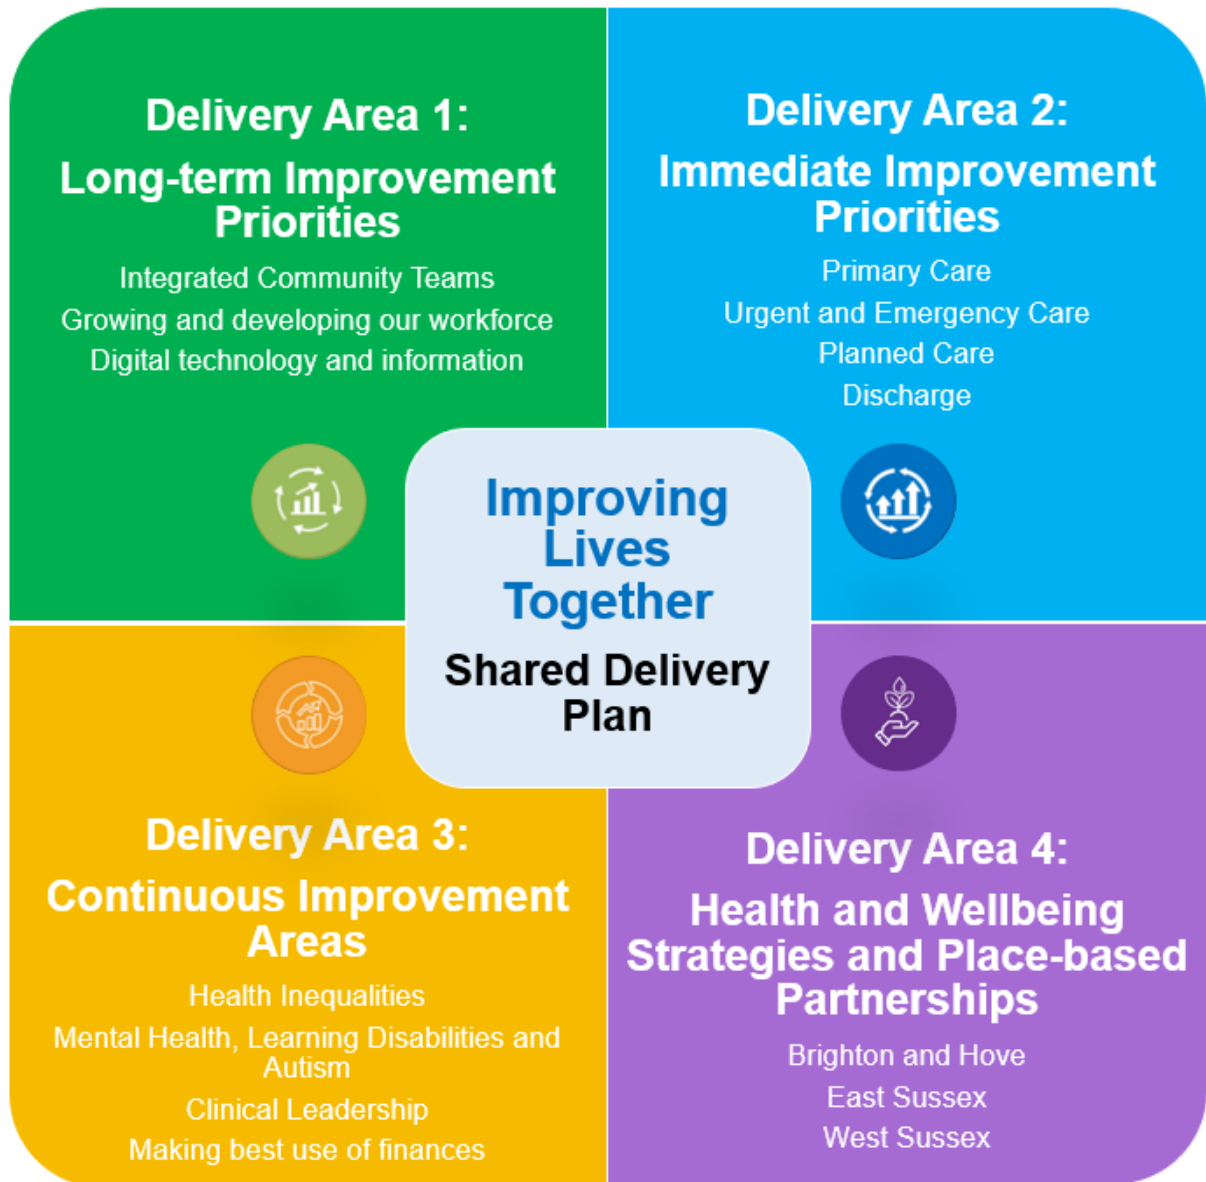 Delivery Area 1:
Long-term Improvement
Priorities
Integrated Community Teams
Growing and developing our workforce
Digital technology and information
Delivery Area 2:
Immediate Improvement
Priorities
Primary Care
Urgent and Emergency Care
Planned Care
Discharge
Improving
Lives
Together
Shared Delivery
Plan
Delivery Area 3:
Continuous Improvement
Areas
Health Inequalities
Mental Health, Learning Disabilities and
Autism
Clinical Leadership
Making best use of finances
Delivery Area 4:
Health and Wellbeing
Strategies and Place-based
Partnerships
Brighton and Hove
East Sussex
West Sussex